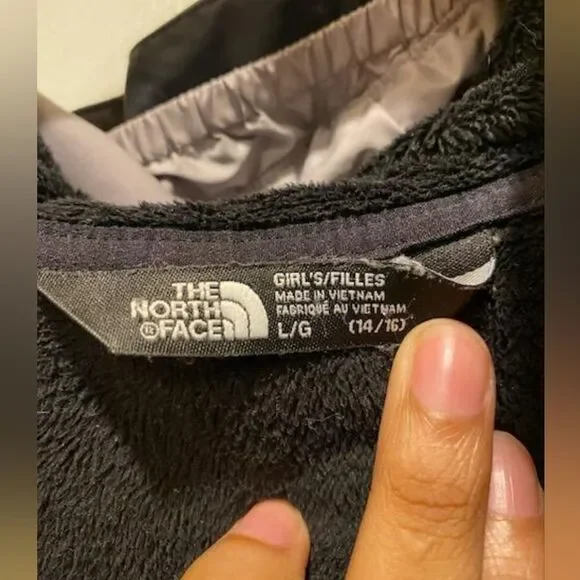 THE
NORTH
FACE
GIRL'S/FILLES
MADE IN VIETNAM
FABRIQUÉ AU VIETNAM
L/G (14/16)